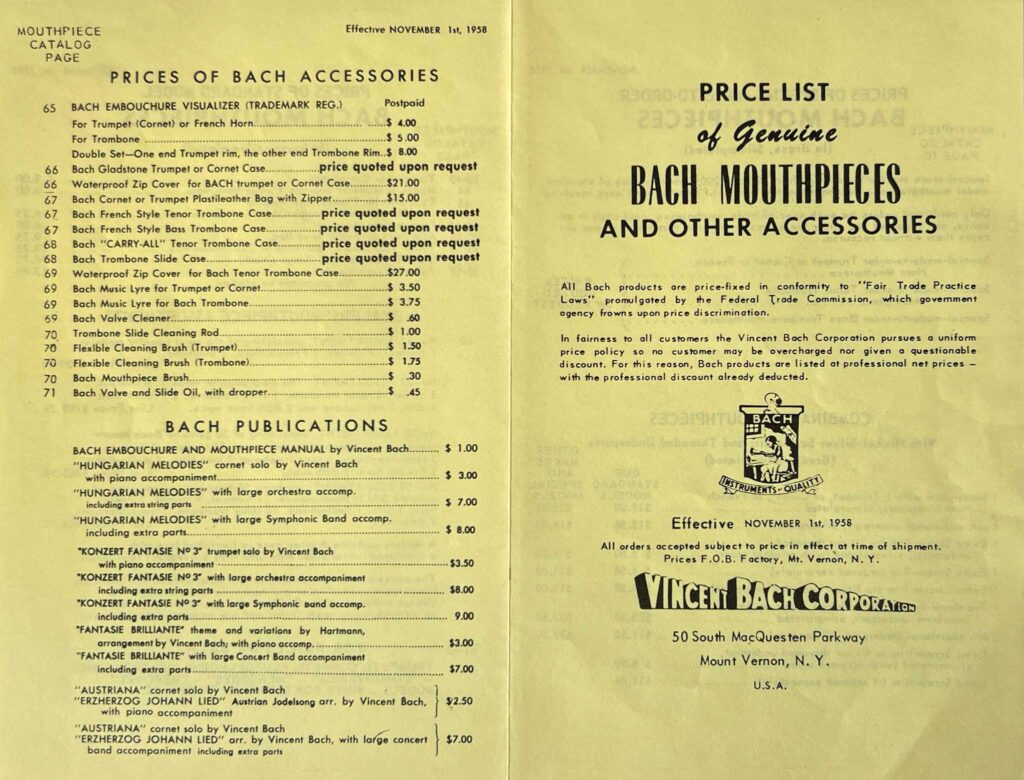 MOUTHPIECE
CATALOG
PAGE
Effective NOVEMBER 1st, 1958
PRICES OF BACH ACCESSORIES
65 BACH EMBOUCHURE VISUALIZER (TRADEMARK REG.) Postpaid
For Trumpet (Cornet) or French Horn..............................$ 4.00
For Trombone .....................................................$ 5.00
Double Set—One end Trumpet rim, the other end Trombone Rim..$ 8.00
66 Bach Gladstone Trumpet or Cornet Case..............price quoted upon request
66 Waterproof Zip Cover for BACH trumpet or Cornet Case........$21.00
67 Bach Cornet or Trumpet Plastileather Bag with Zipper............$15.00
67 Bach French Style Tenor Trombone Case............price quoted upon request
67 Bach French Style Bass Trombone Case..............price quoted upon request
68 Bach "CARRY-ALL" Tenor Trombone Case...........price quoted upon request
68 Bach Trombone Slide Case.............................price quoted upon request
69 Waterproof Zip Cover for Bach Tenor Trombone Case..............$27.00
69 Bach Music Lyre for Trumpet or Cornet..............................$ 3.50
69 Bach Music Lyre for Bach Trombone.................................$ 3.75
69 Bach Valve Cleaner....................................................$ .60
70 Trombone Slide Cleaning Rod.........................................$ 1.00
70 Flexible Cleaning Brush (Trumpet)....................................$ 1.50
70 Flexible Cleaning Brush (Trombone)..................................$ 1.75
70 Bach Mouthpiece Brush................................................$ .30
71 Bach Valve and Slide Oil, with dropper..............................$ .45
BACH PUBLICATIONS
BACH EMBOUCHURE AND MOUTHPIECE MANUAL by Vincent Bach......... $ 1.00
"HUNGARIAN MELODIES" cornet solo by Vincent Bach
with piano accompaniment.................................................... $ 3.00
"HUNGARIAN MELODIES" with large orchestra accomp.
including extra string parts .................................................... $ 7.00
"HUNGARIAN MELODIES" with large Symphonic Band accomp.
including extra parts........................................................... $ 8.00
"KONZERT FANTASIE Nº 3" trumpet solo by Vincent Bach
with piano accompaniment .................................................... $3.50
"KONZERT FANTASIE Nº 3" with large orchestra accompaniment
including extra string parts .................................................... $8.00
"KONZERT FANTASIE Nº 3" with large Symphonic Band accomp.
including extra parts........................................................... 9.00
"FANTASIE BRILLIANTE" theme and variations by Hartmann,
arrangement by Vincent Bach; with piano accomp............................ $3.00
"FANTASIE BRILLIANTE" with large Concert Band accompaniment
including extra parts........................................................... $7.00
"AUSTRIANA" cornet solo by Vincent Bach
"ERZHERZOG JOHANN LIED" Austrian Jodelsong arr. by Vincent Bach, $2.50
with piano accompaniment
"AUSTRIANA" cornet solo by Vincent Bach
"ERZHERZOG JOHANN LIED" arr. by Vincent Bach, with large concert $7.00
band accompaniment including extra parts
PRICE LIST
of Genuine
BACH MOUTHPIECES
AND OTHER ACCESSORIES
All Bach products are price-fixed in conformity to "Fair Trade Practice
Laws" promulgated by the Federal Trade Commission, which government
agency frowns upon price discrimination.
In fairness to all customers the Vincent Bach Corporation pursues a uniform
price policy so no customer may be overcharged nor given a questionable
discount. For this reason, Bach products are listed at professional net prices –
with the professional discount already deducted.
BACH
INSTRUMENTS OF QUALITY
Effective NOVEMBER 1st, 1958
All orders accepted subject to price in effect at time of shipment.
Prices F.O.B. Factory, Mt. Vernon, N. Y.
VINCENT BACH CORPORATION
50 South MacQuesten Parkway
Mount Vernon, N. Y.
U.S.A.